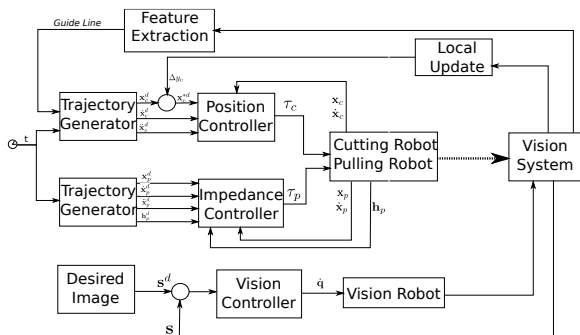 Guide Line
Feature
Extraction
Local
Update
Δy_c
t
Trajectory
Generator
x_c^d
ẋ_c^d
ẍ_c^d
x_c^{*d}
Position
Controller
τ_c
x_c
ẋ_c
Cutting Robot
Pulling Robot
Vision
System
Trajectory
Generator
x_p^d
ẋ_p^d
ẍ_p^d
h_p^d
Impedance
Controller
τ_p
x_p
ẋ_p
h_p
Desired
Image
s^d
s
Vision
Controller
q̇
Vision Robot